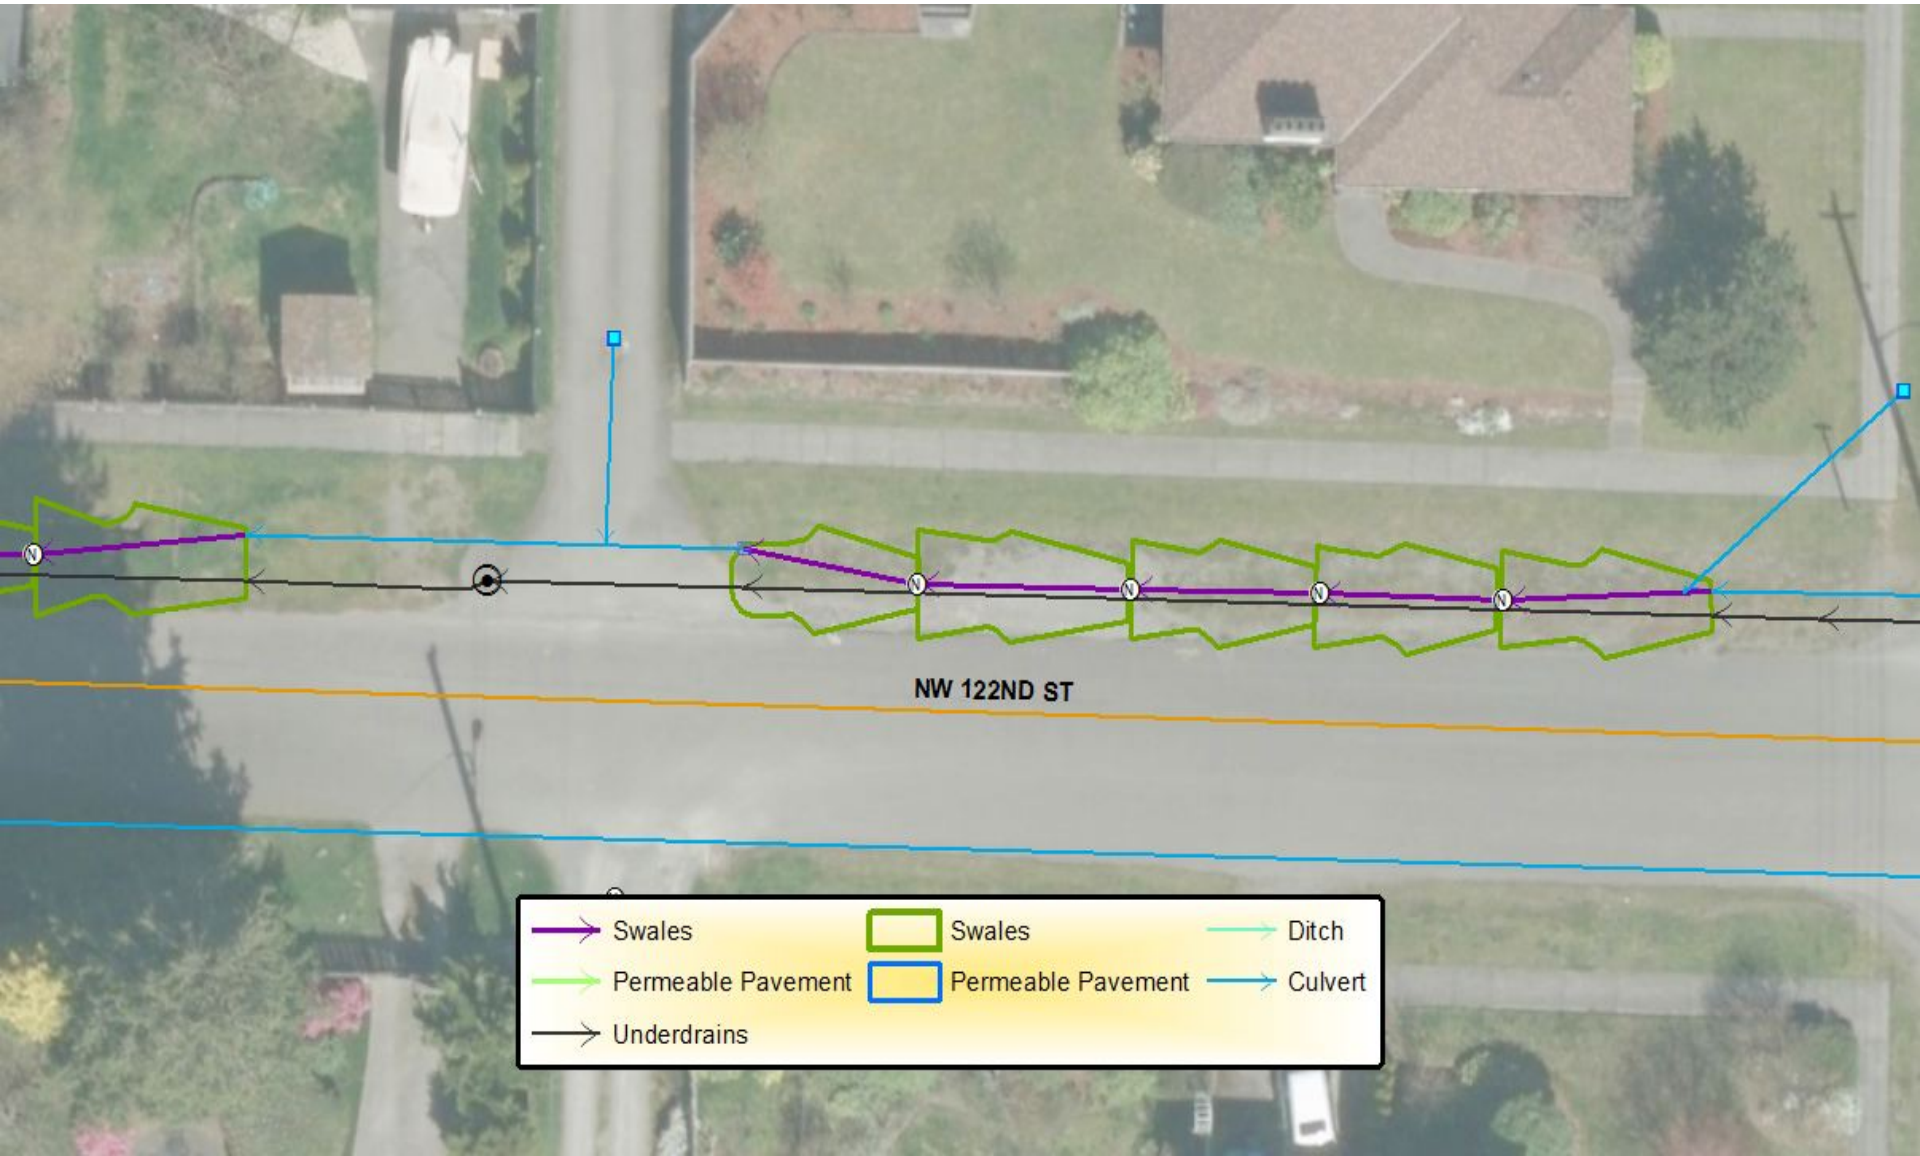 N
N
N
N
N
NW 122ND ST
Swales Swales Ditch
Permeable Pavement Permeable Pavement Culvert
Underdrains